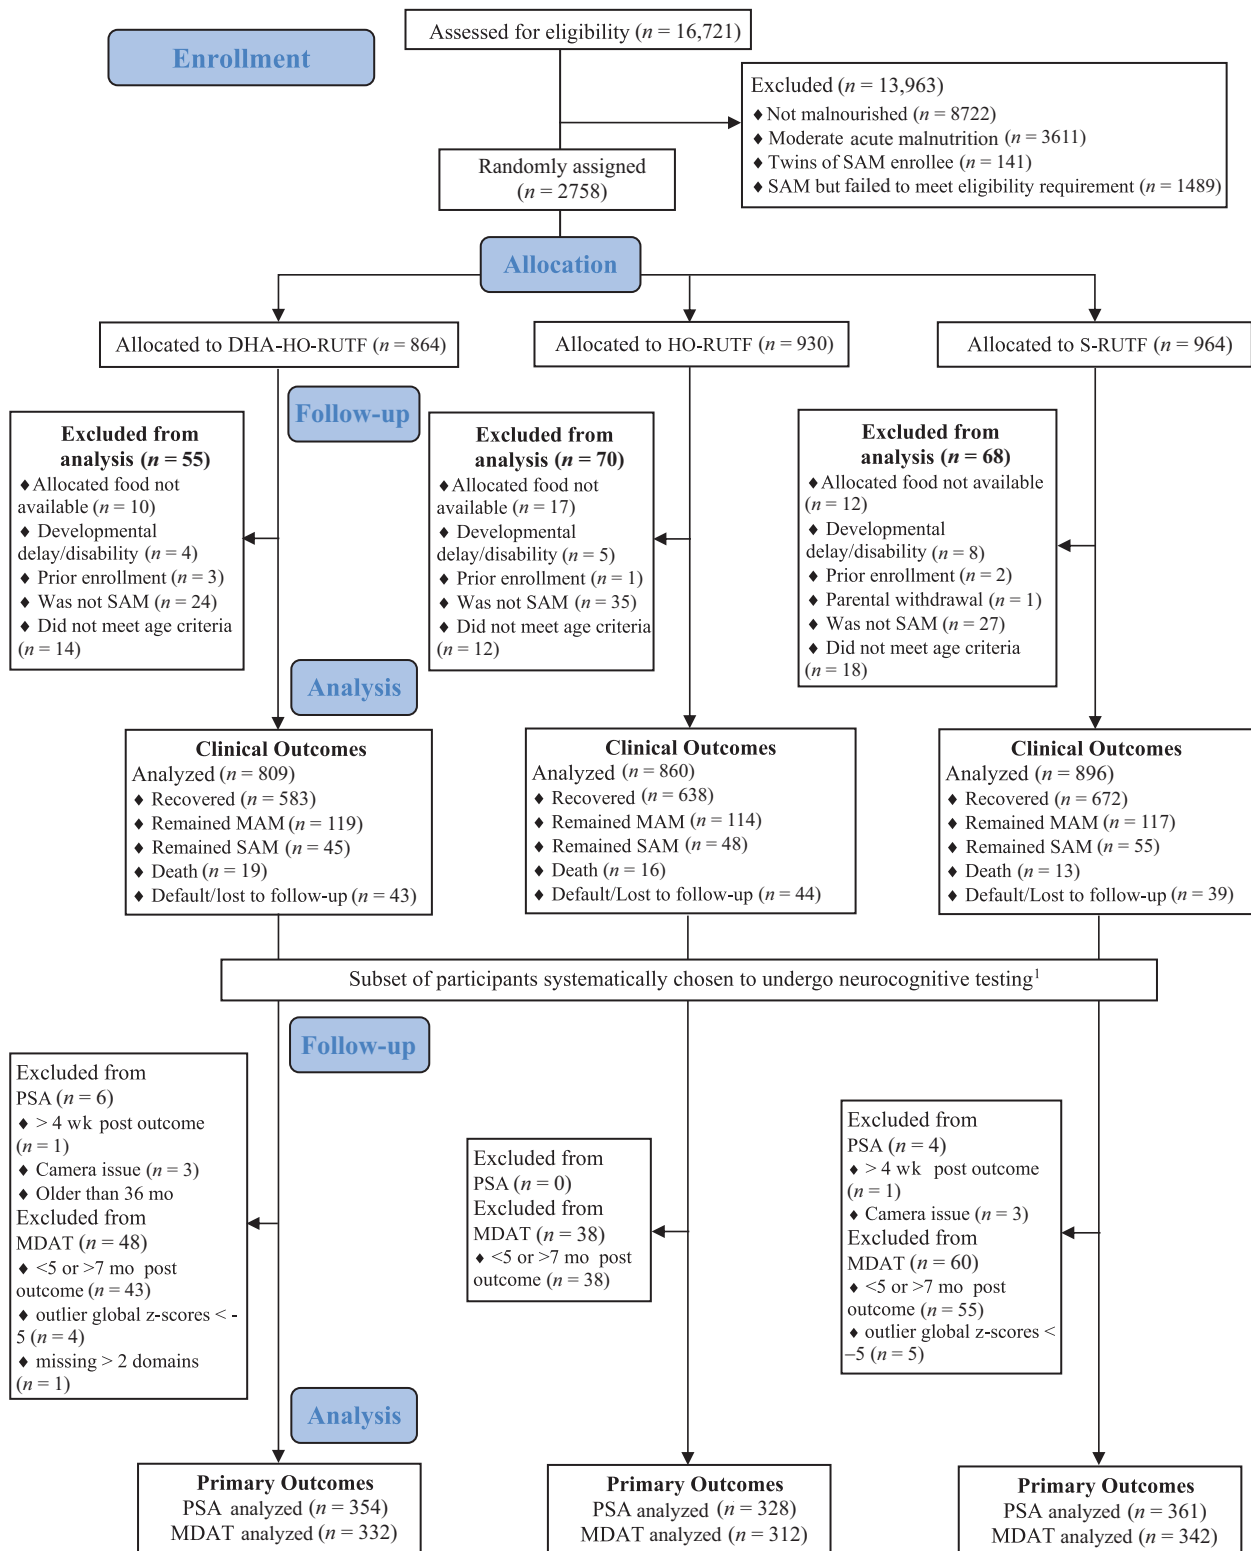 Assessed for eligibility (n = 16,721)
Enrollment
Excluded (n = 13,963)
♦Not malnourished (n = 8722)
♦Moderate acute malnutrition (n = 3611)
♦Twins of SAM enrollee (n = 141)
♦SAM but failed to meet eligibility requirement (n = 1489)
Randomly assigned
(n = 2758)
Allocation
Allocated to DHA-HO-RUTF (n = 864)
Allocated to HO-RUTF (n = 930)
Allocated to S-RUTF (n = 964)
Follow-up
Excluded from
analysis (n = 55)
♦Allocated food not
available (n = 10)
♦ Developmental
delay/disability (n = 4)
♦ Prior enrollment (n = 3)
♦ Was not SAM (n = 24)
♦ Did not meet age criteria
(n = 14)
Excluded from
analysis (n = 70)
♦Allocated food not
available (n = 17)
♦ Developmental
delay/disability (n = 5)
♦ Prior enrollment (n = 1)
♦ Was not SAM (n = 35)
♦ Did not meet age criteria
(n = 12)
Excluded from
analysis (n = 68)
♦Allocated food not available
(n = 12)
♦ Developmental
delay/disability (n = 8)
♦ Prior enrollment (n = 2)
♦ Parental withdrawal (n = 1)
♦ Was not SAM (n = 27)
♦ Did not meet age criteria
(n = 18)
Analysis
Clinical Outcomes
Analyzed (n = 809)
♦ Recovered (n = 583)
♦ Remained MAM (n = 119)
♦ Remained SAM (n = 45)
♦ Death (n = 19)
♦ Default/lost to follow-up (n = 43)
Clinical Outcomes
Analyzed (n = 860)
♦ Recovered (n = 638)
♦ Remained MAM (n = 114)
♦ Remained SAM (n = 48)
♦ Death (n = 16)
♦ Default/Lost to follow-up (n = 44)
Clinical Outcomes
Analyzed (n = 896)
♦ Recovered (n = 672)
♦ Remained MAM (n = 117)
♦ Remained SAM (n = 55)
♦ Death (n = 13)
♦ Default/Lost to follow-up (n = 39)
Subset of participants systematically chosen to undergo neurocognitive testing¹
Follow-up
Excluded from
PSA (n = 6)
♦ > 4 wk post outcome
(n = 1)
♦ Camera issue (n = 3)
♦ Older than 36 mo
Excluded from
MDAT (n = 48)
♦ <5 or >7 mo post
outcome (n = 43)
♦ outlier global z-scores < -
5 (n = 4)
♦ missing > 2 domains
(n = 1)
Excluded from
PSA (n = 0)
Excluded from
MDAT (n = 38)
♦ <5 or >7 mo post
outcome (n = 38)
Excluded from
PSA (n = 4)
♦ > 4 wk post outcome
(n = 1)
♦ Camera issue (n = 3)
Excluded from
MDAT (n = 60)
♦ <5 or >7 mo post
outcome (n = 55)
♦ outlier global z-scores <
–5 (n = 5)
Analysis
Primary Outcomes
PSA analyzed (n = 354)
MDAT analyzed (n = 332)
Primary Outcomes
PSA analyzed (n = 328)
MDAT analyzed (n = 312)
Primary Outcomes
PSA analyzed (n = 361)
MDAT analyzed (n = 342)